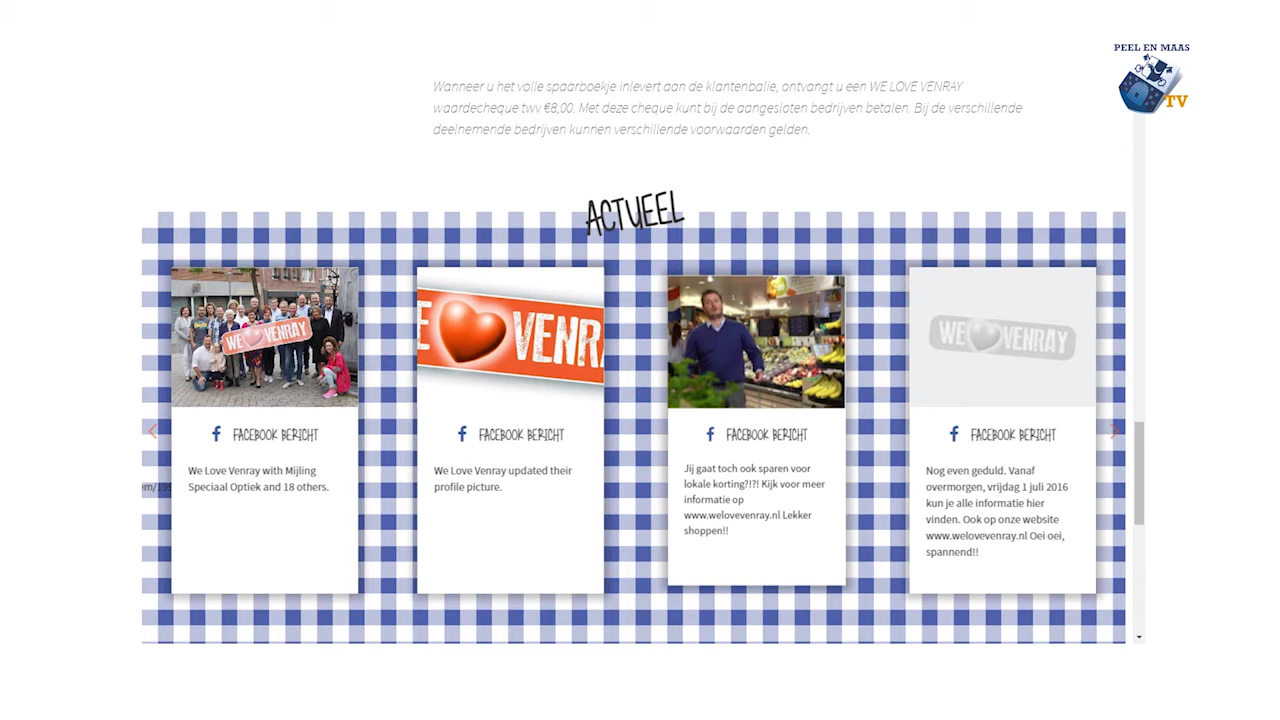 PEEL EN MAAS
TV
Wanneer u het volle spaarboekje inlevert aan de klantenbalie, ontvangt u een WE LOVE VENRAY
waardecheque twv €8,00. Met deze cheque kunt bij de aangesloten bedrijven betalen. Bij de verschillende
deelnemende bedrijven kunnen verschillende voorwaarden gelden.
ACTUEEL
WE VENRAY
FACEBOOK BERICHT
We Love Venray with Mijling
Speciaal Optiek and 18 others.
E VENRA
FACEBOOK BERICHT
We Love Venray updated their
profile picture.
FACEBOOK BERICHT
Jij gaat toch ook sparen voor
lokale korting?!?! Kijk voor meer
informatie op
www.welovevenray.nl Lekker
shoppen!!
WE VENRAY
FACEBOOK BERICHT
Nog even geduld. Vanaf
overmorgen, vrijdag 1 juli 2016
kun je alle informatie hier
vinden. Ook op onze website
www.welovevenray.nl Oei oei,
spannend!!